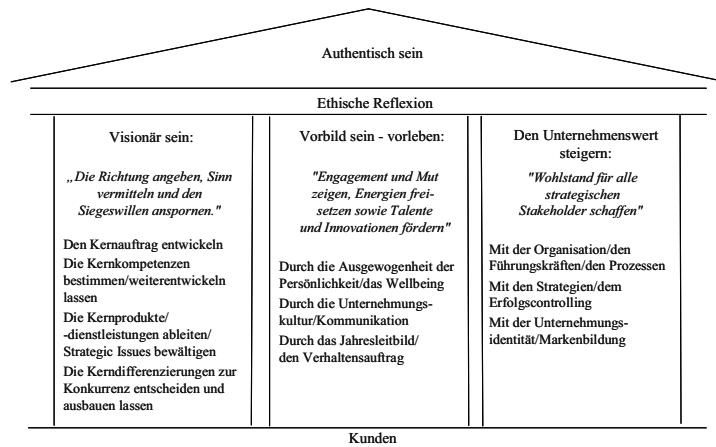 Authentisch sein
Ethische Reflexion
Visionär sein:
„Die Richtung angeben, Sinn
vermitteln und den
Siegeswillen anspornen."
Den Kernauftrag entwickeln
Die Kernkompetenzen
bestimmen/weiterentwickeln
lassen
Die Kernprodukte/
-dienstleistungen ableiten/
Strategic Issues bewältigen
Die Kerndifferenzierungen zur
Konkurrenz entscheiden und
ausbauen lassen
Vorbild sein - vorleben:
"Engagement und Mut
zeigen, Energien frei-
setzen sowie Talente
und Innovationen fördern"
Durch die Ausgewogenheit der
Persönlichkeit/das Wellbeing
Durch die Unternehmungs-
kultur/Kommunikation
Durch das Jahresleitbild/
den Verhaltensauftrag
Den Unternehmenswert
steigern:
"Wohlstand für alle
strategischen
Stakeholder schaffen"
Mit der Organisation/den
Führungskräften/den Prozessen
Mit den Strategien/dem
Erfolgscontrolling
Mit der Unternehmungs-
identität/Markenbildung
Kunden